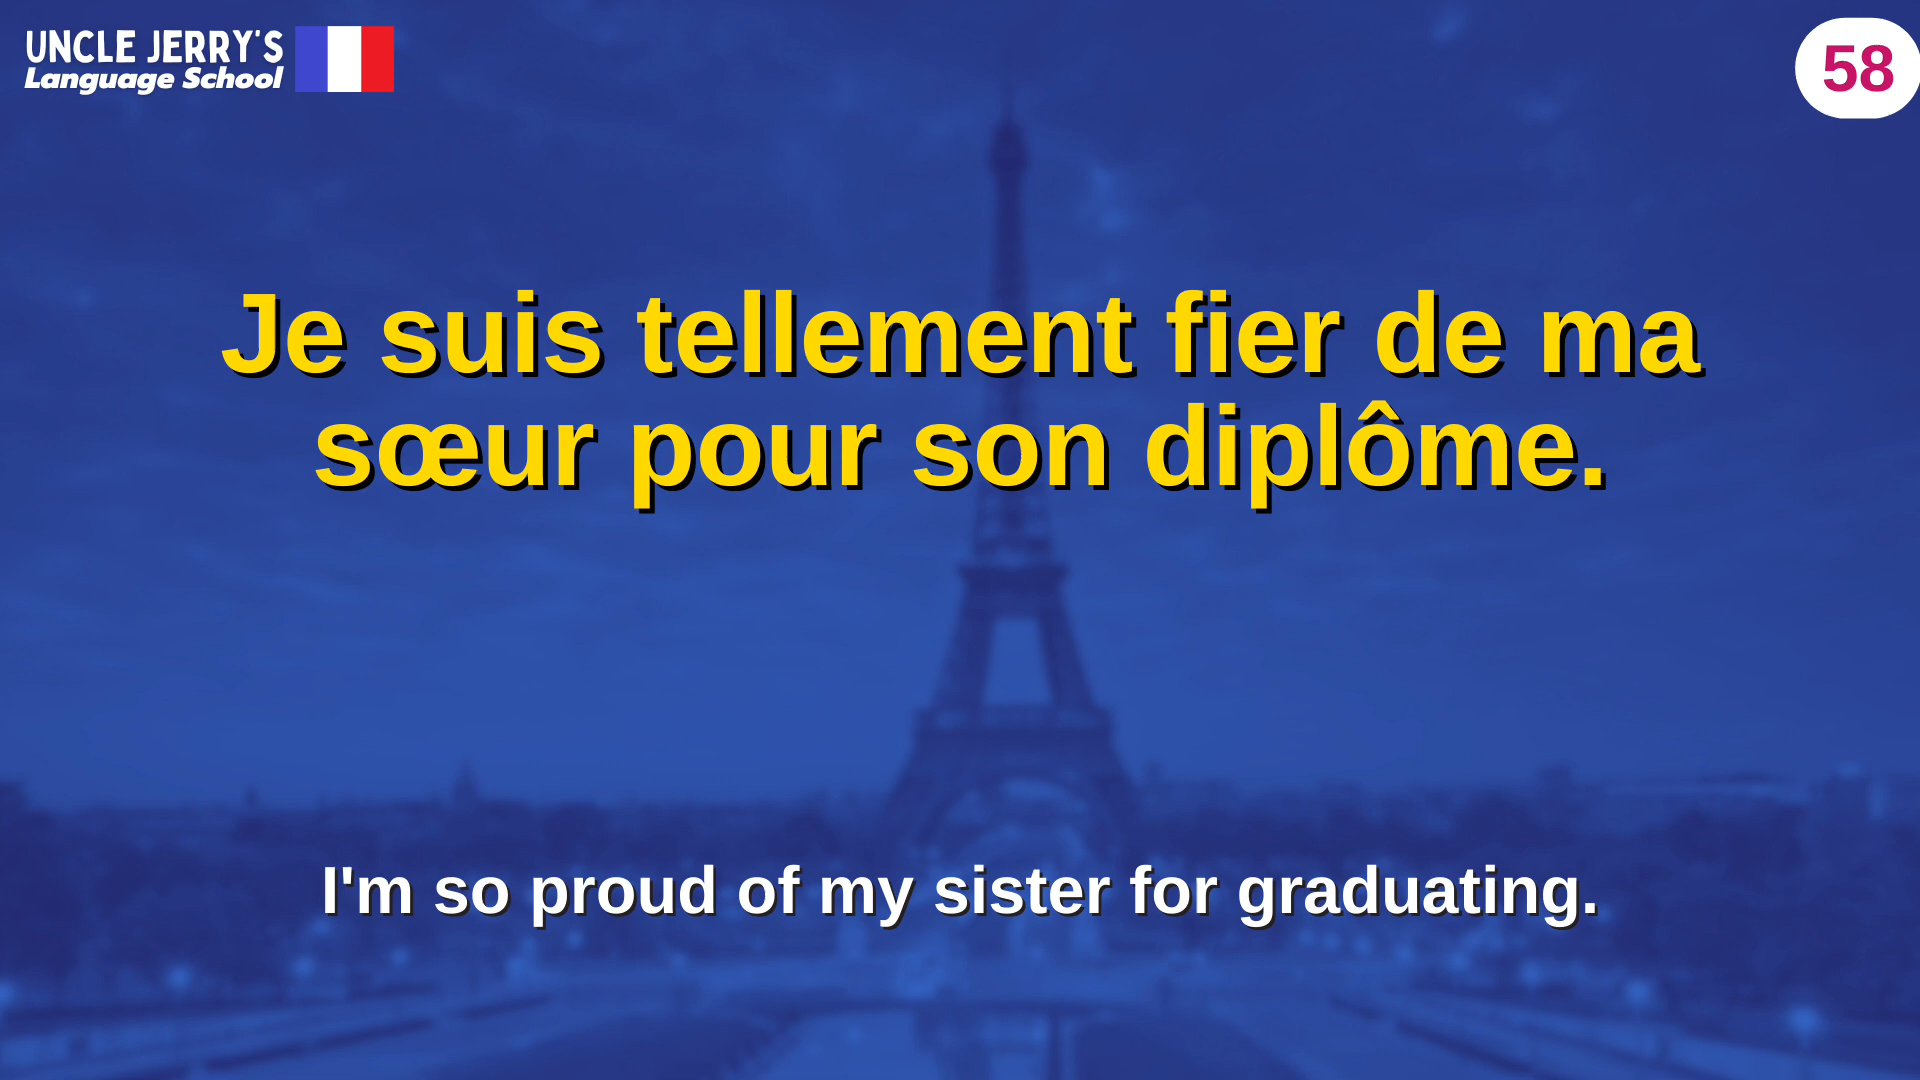 UNCLE JERRY'S
Language School
58
Je suis tellement fier de ma
sœur pour son diplôme.
I'm so proud of my sister for graduating.